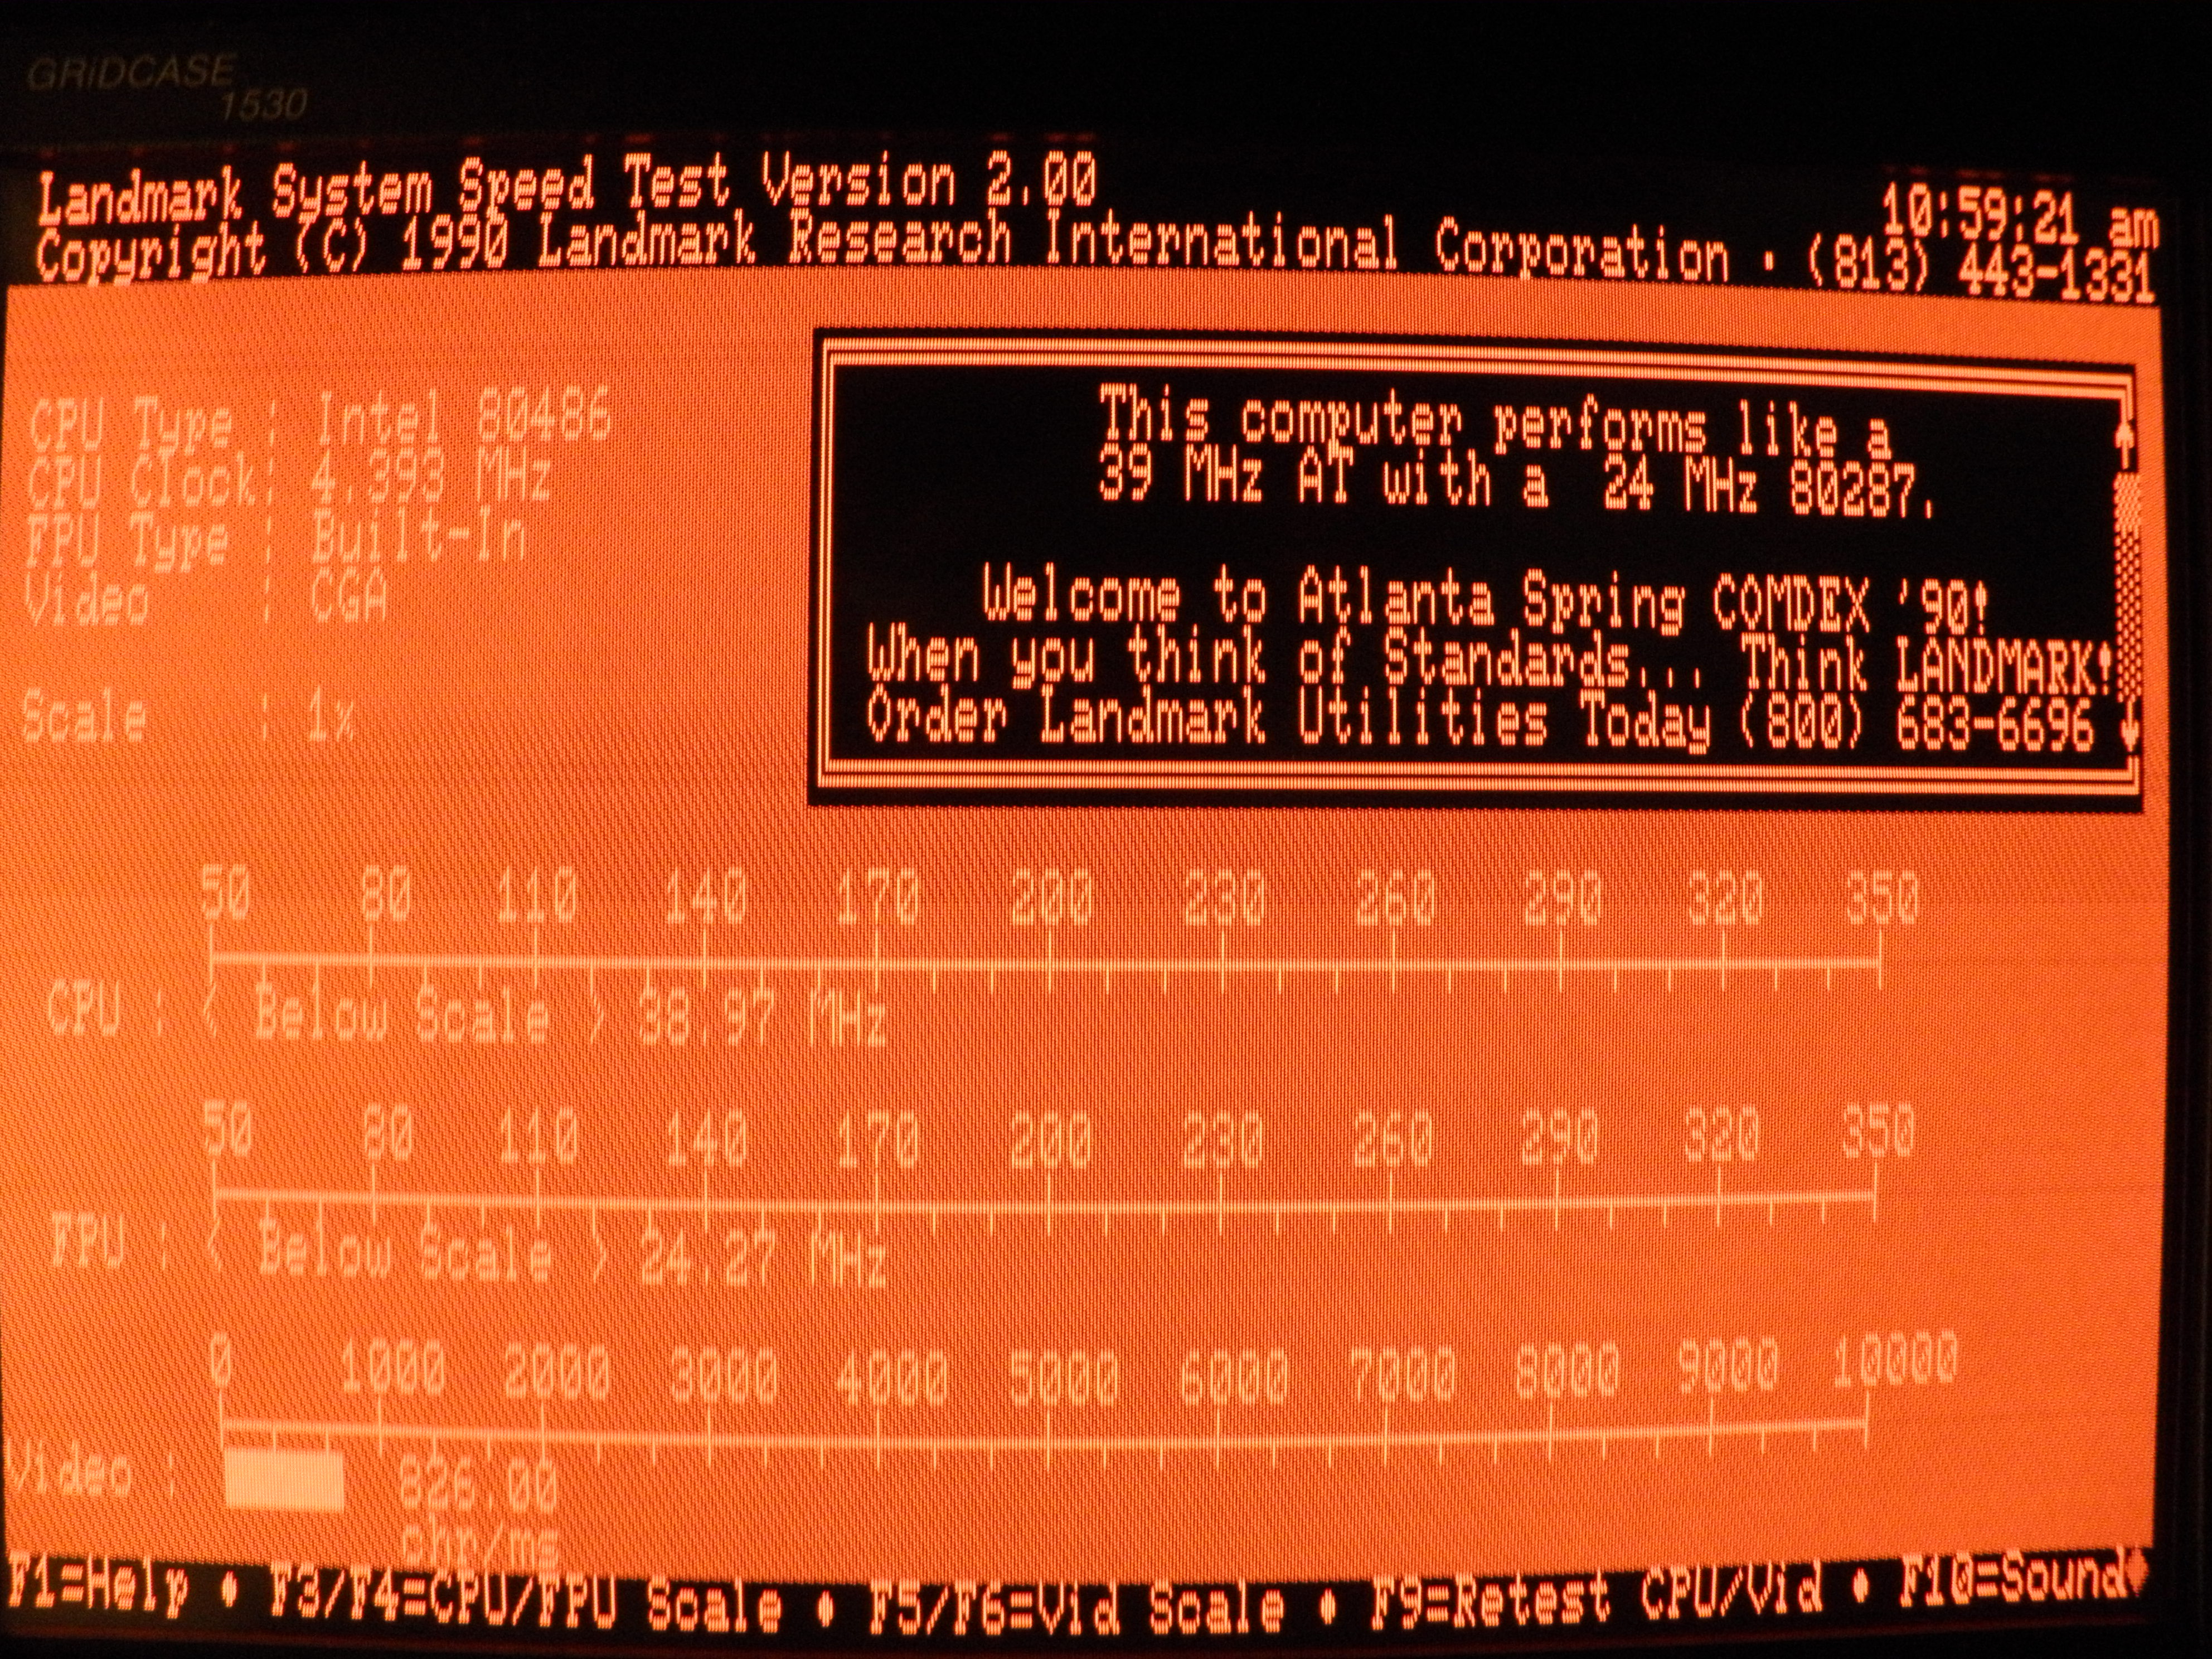 GRiDCASE
1530
Landmark System Speed Test Version 2.00
10:59:21 am
Copyright (C) 1990 Landmark Research International Corporation · (813) 443-1331
CPU Type : Intel 80486
CPU Clock: 4.393 MHz
FPU Type : Built-In
Video : CGA
Scale : 1%
This computer performs like a
39 MHz AT with a 24 MHz 80287.
Welcome to Atlanta Spring COMDEX '90!
When you think of Standards... Think LANDMARK!
Order Landmark Utilities Today (800) 683-6696
50 80 110 140 170 200 230 260 290 320 350
CPU : < Below Scale > 38.97 MHz
50 80 110 140 170 200 230 260 290 320 350
FPU : < Below Scale > 24.27 MHz
0 1000 2000 3000 4000 5000 6000 7000 8000 9000 10000
Video : 826.00
chr/ms
F1=Help ♦ F3/F4=CPU/FPU Scale ♦ F5/F6=Vid Scale ♦ F9=Retest CPU/Vid ♦ F10=Sound♦